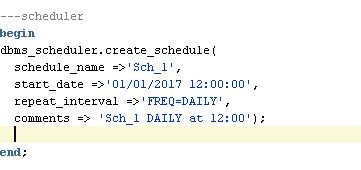 ---scheduler
begin
dbms_scheduler.create_schedule(
schedule_name =>'Sch_1',
start_date =>'01/01/2017 12:00:00',
repeat_interval =>'FREQ=DAILY',
comments => 'Sch_1 DAILY at 12:00');
end;